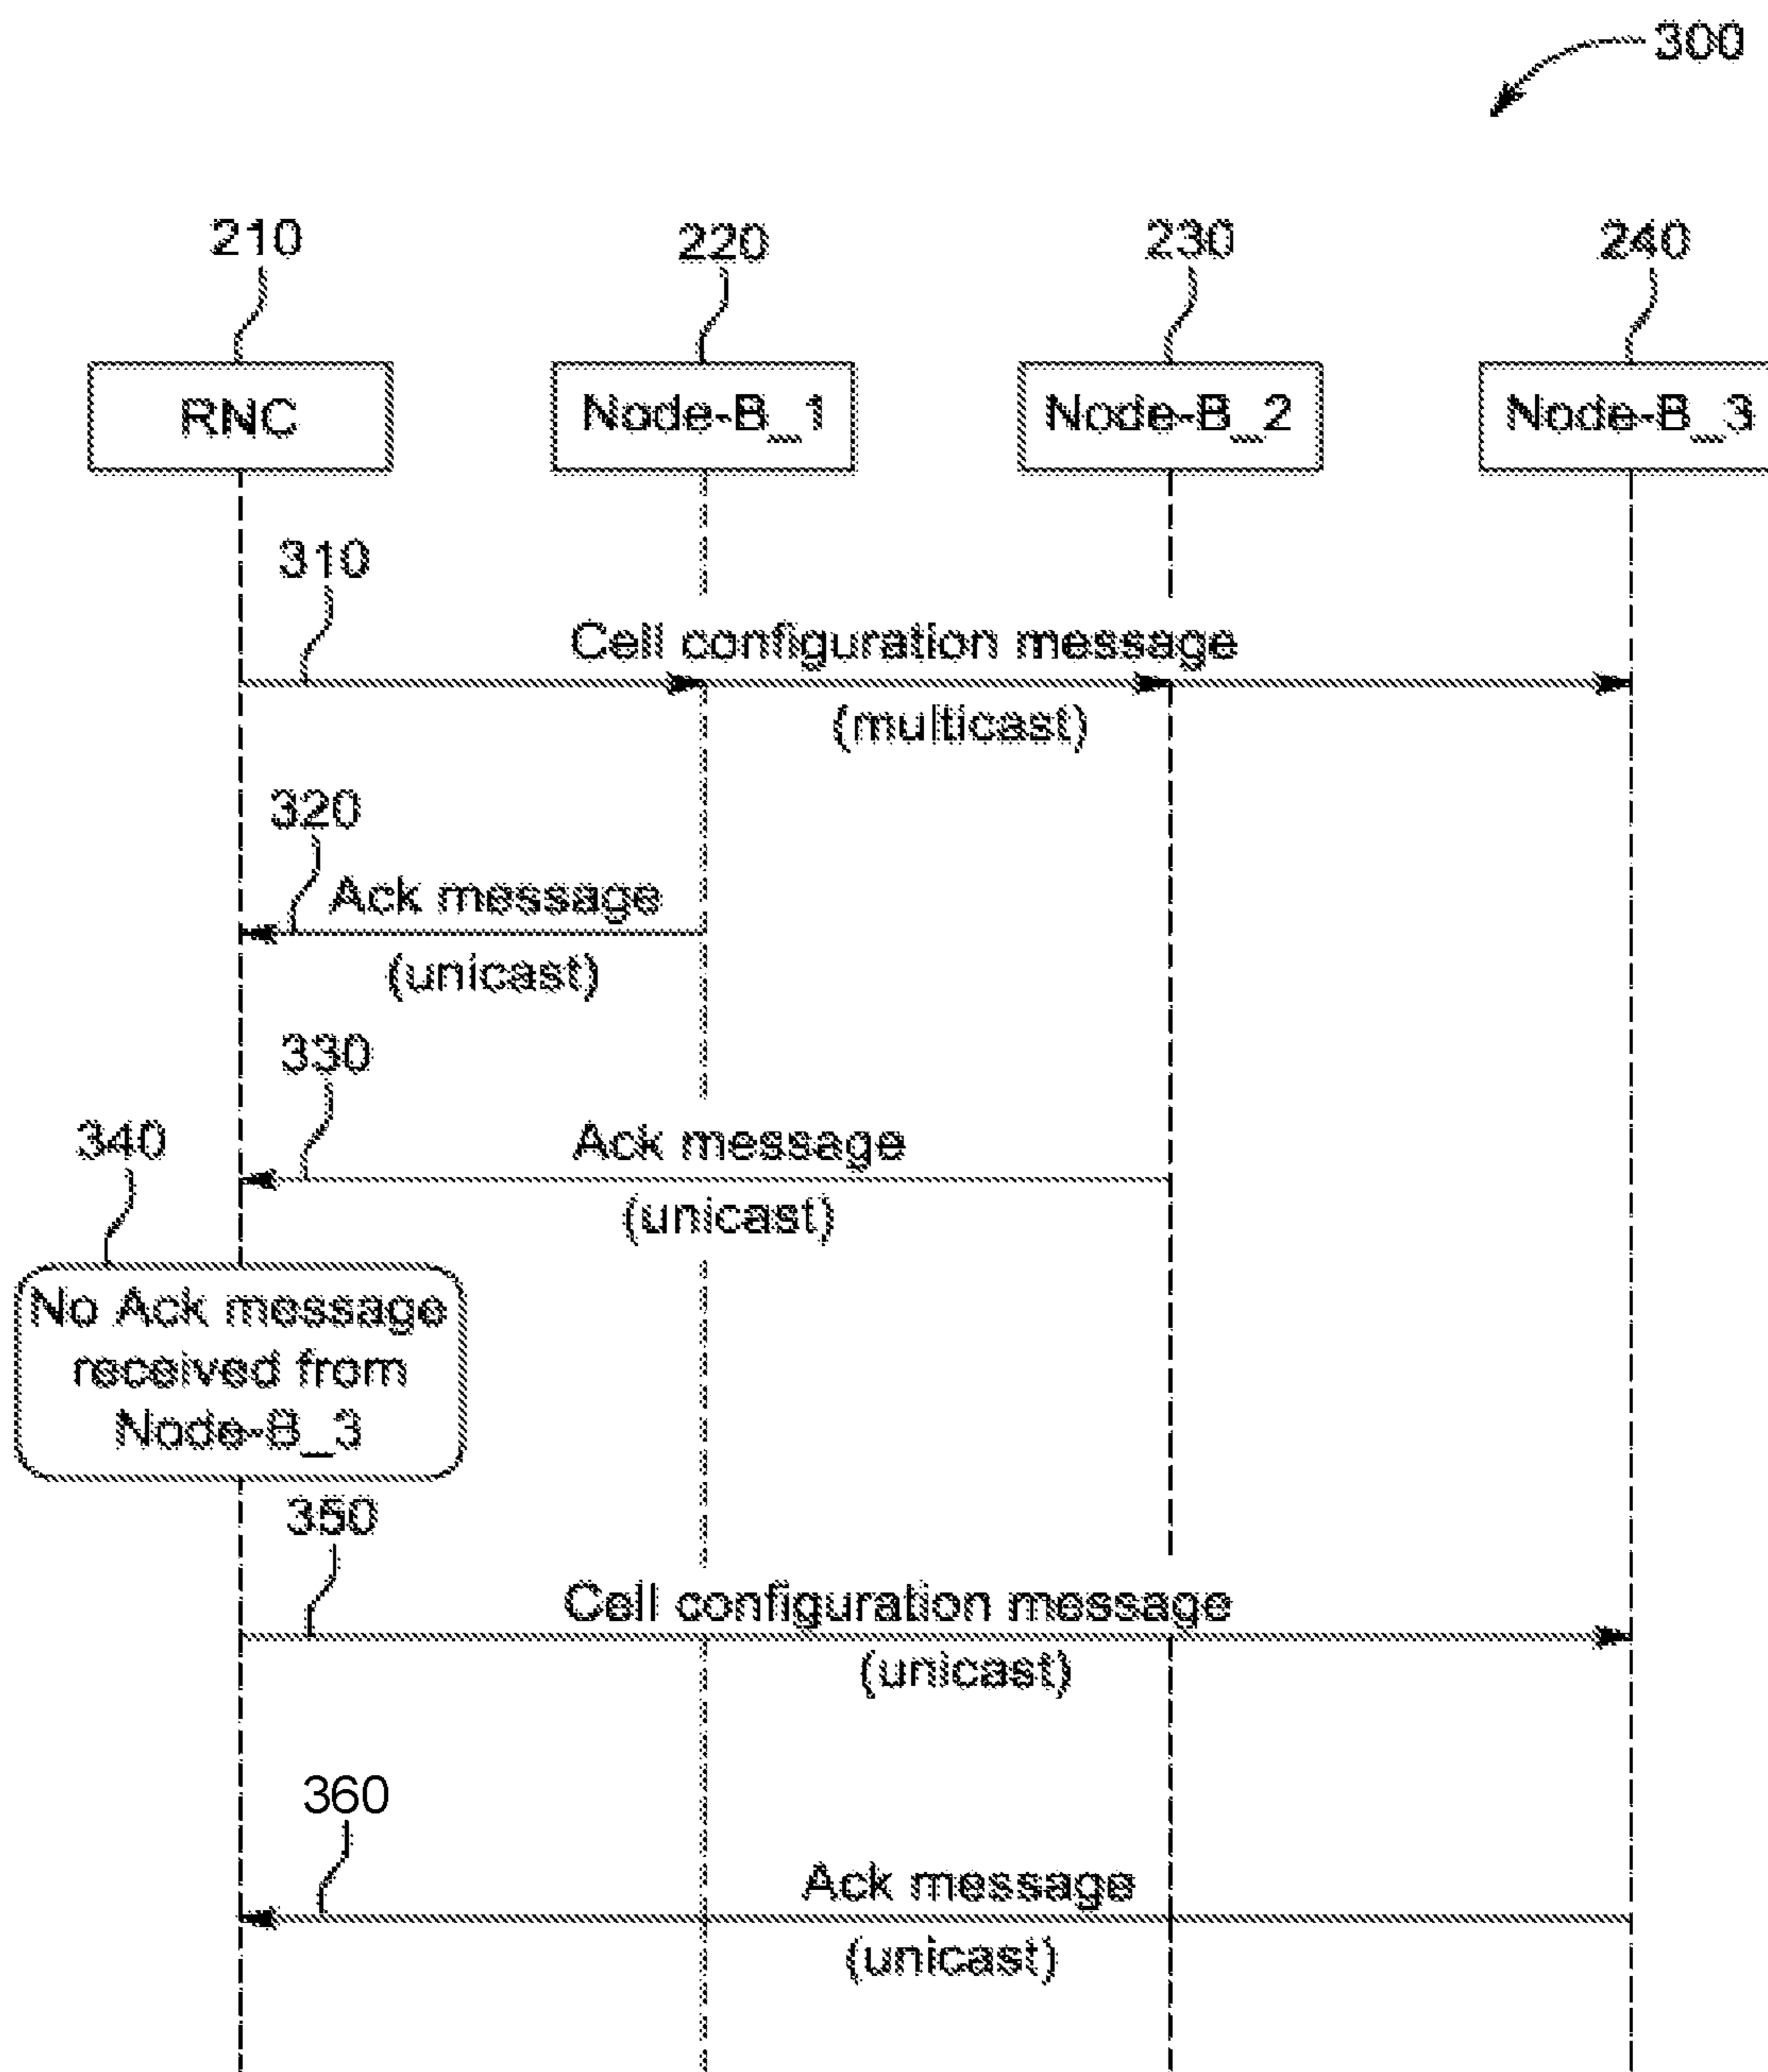 300
210 220 230 240
RNC Node-B_1 Node-B_2 Node-B_3
310
Cell configuration message
(multicast)
320
Ack message
(unicast)
330
340
Ack message
(unicast)
No Ack message
received from
Node-B_3
350
Cell configuration message
(unicast)
360
Ack message
(unicast)